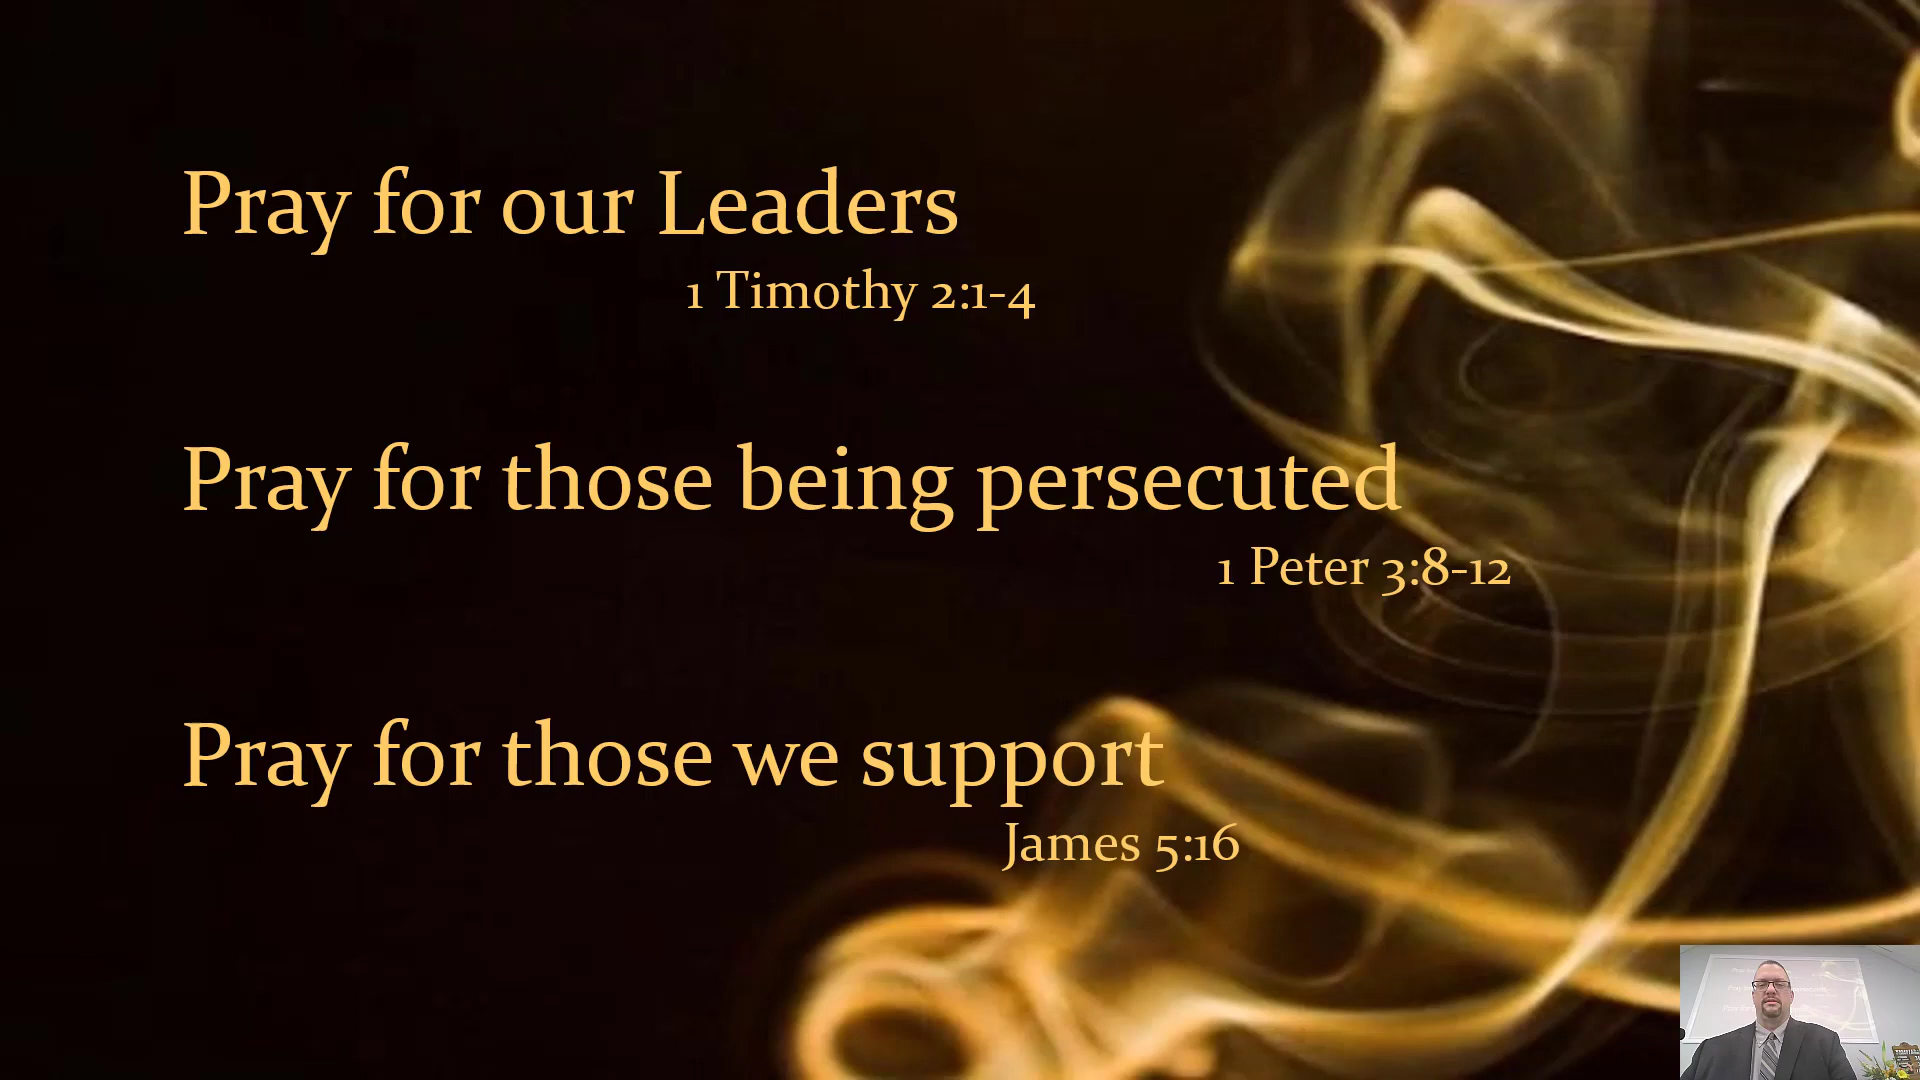 Pray for our Leaders
1 Timothy 2:1-4
Pray for those being persecuted
1 Peter 3:8-12
Pray for those we support
James 5:16